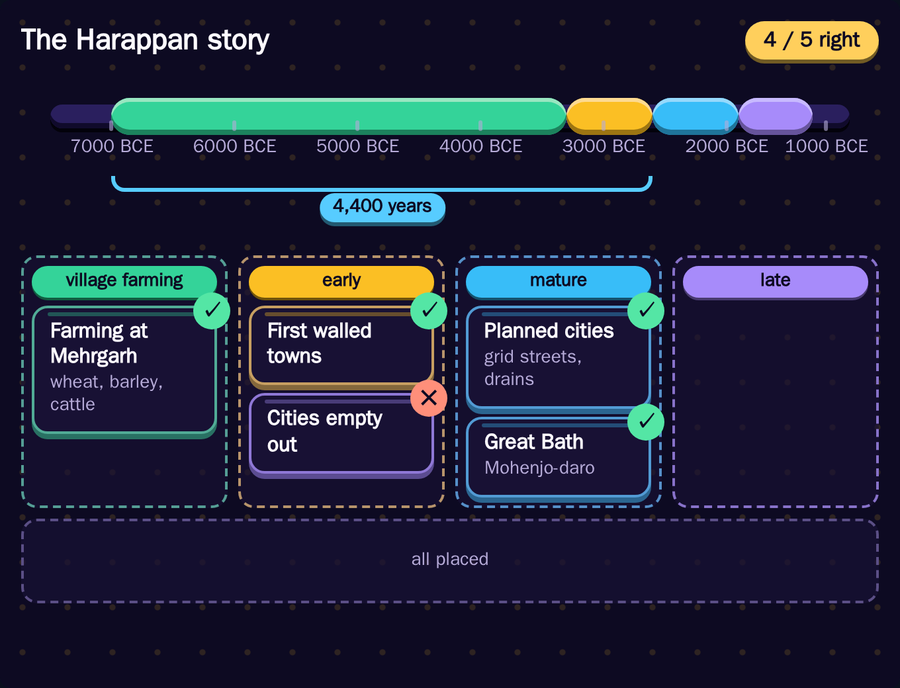 The Harappan story
4 / 5 right
7000 BCE 6000 BCE 5000 BCE 4000 BCE 3000 BCE 2000 BCE 1000 BCE
4,400 years
village farming
Farming at
Mehrgarh
wheat, barley,
cattle
early
First walled
towns
Cities empty
out
mature
Planned cities
grid streets,
drains
Great Bath
Mohenjo-daro
late
all placed